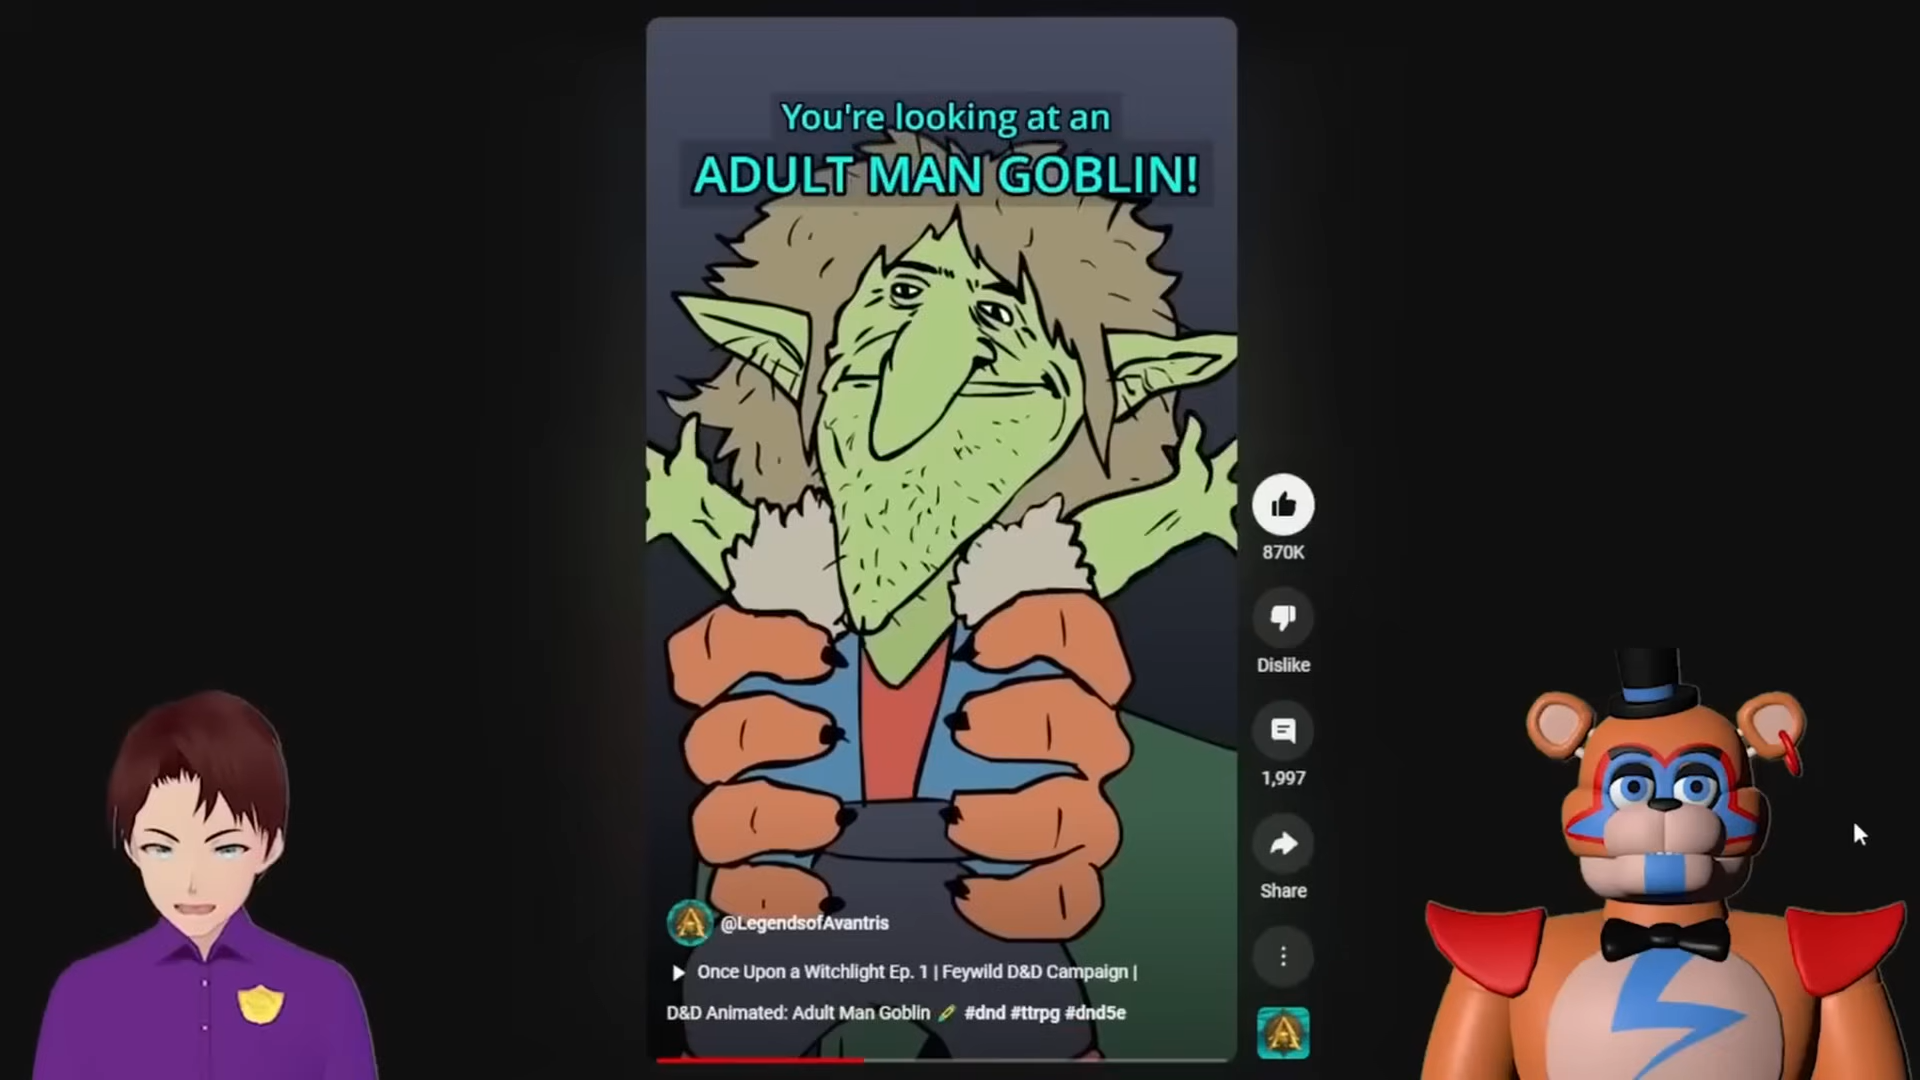 You're looking at an
ADULT MAN GOBLIN!
870K
Dislike
1,997
Share
@LegendsofAvantris
Once Upon a Witchlight Ep. 1 | Feywild D&D Campaign |
D&D Animated: Adult Man Goblin #dnd #ttrpg #dnd5e